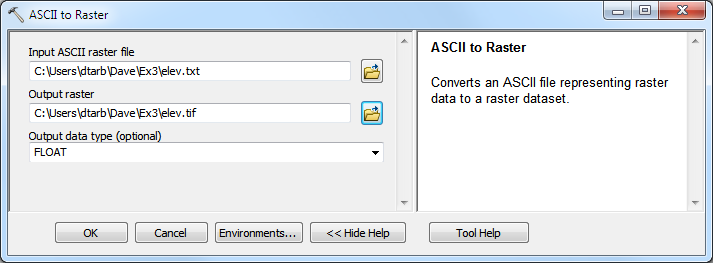 ASCII to Raster
Input ASCII raster file
C:\Users\dtarb\Dave\Ex3\elev.txt
Output raster
C:\Users\dtarb\Dave\Ex3\elev.tif
Output data type (optional)
FLOAT
ASCII to Raster
Converts an ASCII file representing raster
data to a raster dataset.
OK
Cancel
Environments...
<< Hide Help
Tool Help